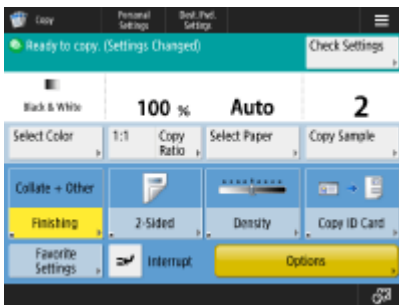 Copy
Personal Settings
Dest./Fwd. Settings
Ready to copy. (Settings Changed)
Check Settings
Black & White
100 %
Auto
2
Select Color
1:1
Copy Ratio
Select Paper
Copy Sample
Collate + Other
Finishing
2-Sided
Density
Copy ID Card
Favorite Settings
Interrupt
Options